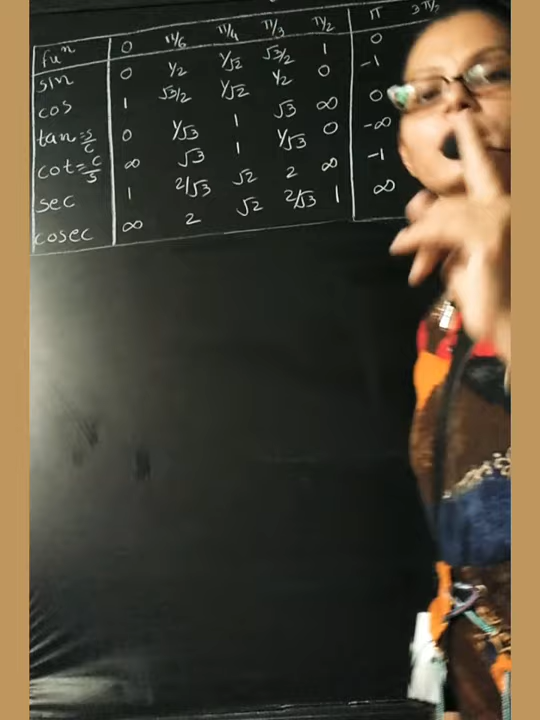 fuⁿ 0 π/6 π/4 π/3 π/2 π 3π/2
sin 0 1/2 1/√2 √3/2 1 0
cos 1 √3/2 1/√2 1/2 0 -1
tan = s/c 0 1/√3 1 √3 ∞ 0
cot = c/s ∞ √3 1 1/√3 0 -∞
sec 1 2/√3 √2 2 ∞ -1
cosec ∞ 2 √2 2/√3 1 ∞